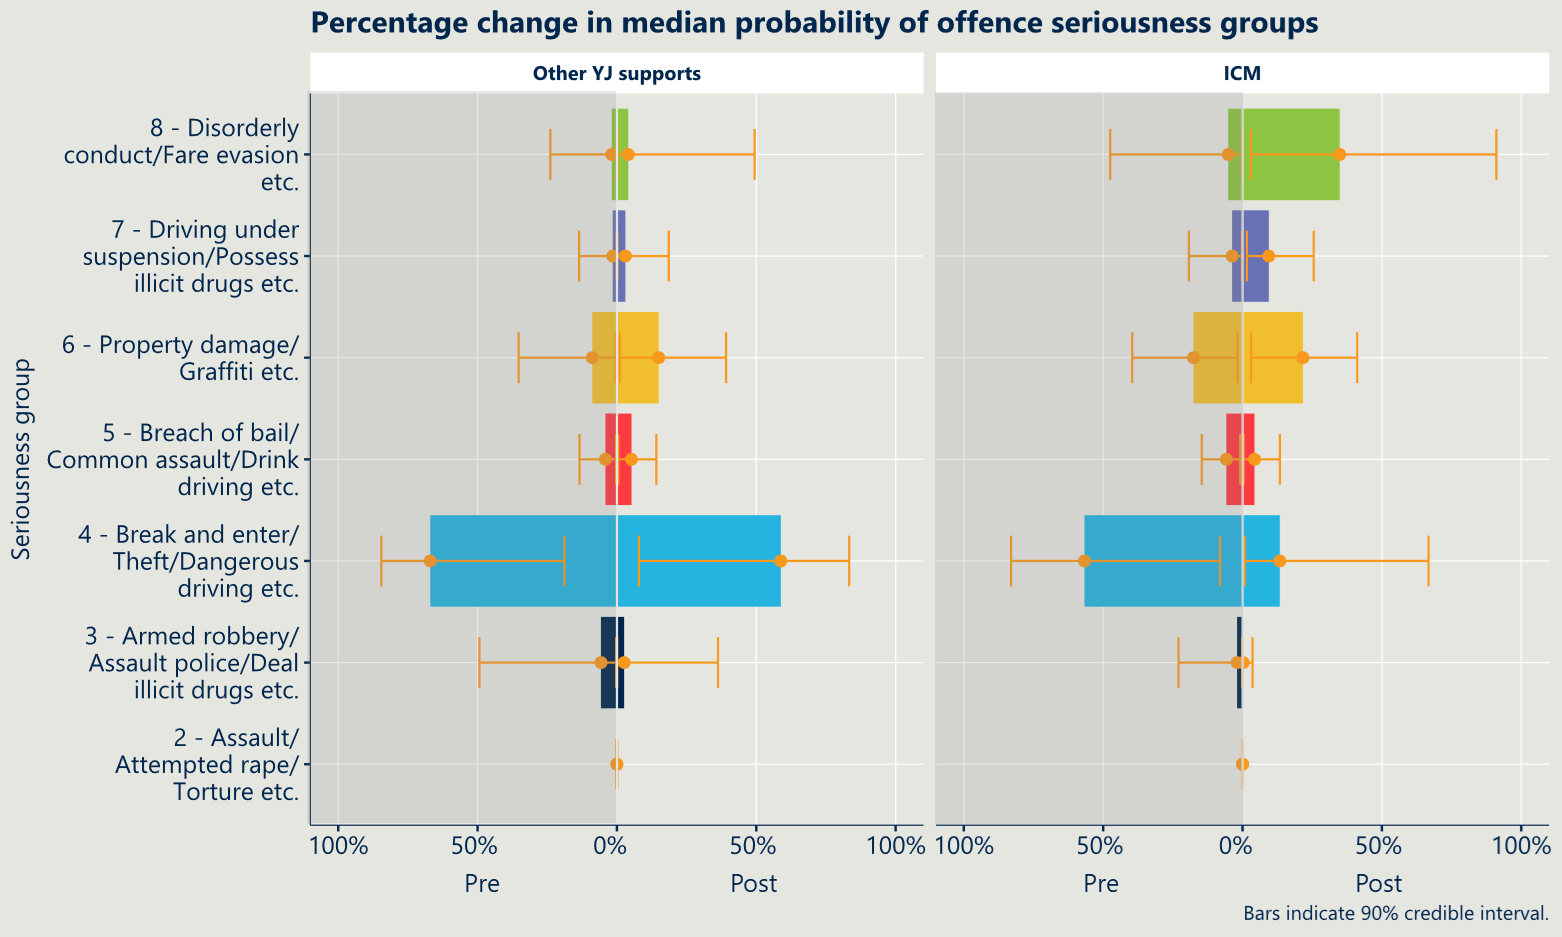 Percentage change in median probability of offence seriousness groups
Other YJ supports
ICM
Seriousness group
8 - Disorderly
conduct/Fare evasion
etc.
7 - Driving under
suspension/Possess
illicit drugs etc.
6 - Property damage/
Graffiti etc.
5 - Breach of bail/
Common assault/Drink
driving etc.
4 - Break and enter/
Theft/Dangerous
driving etc.
3 - Armed robbery/
Assault police/Deal
illicit drugs etc.
2 - Assault/
Attempted rape/
Torture etc.
100% 50% 0% 50% 100%
100% 50% 0% 50% 100%
Pre Post
Pre Post
Bars indicate 90% credible interval.